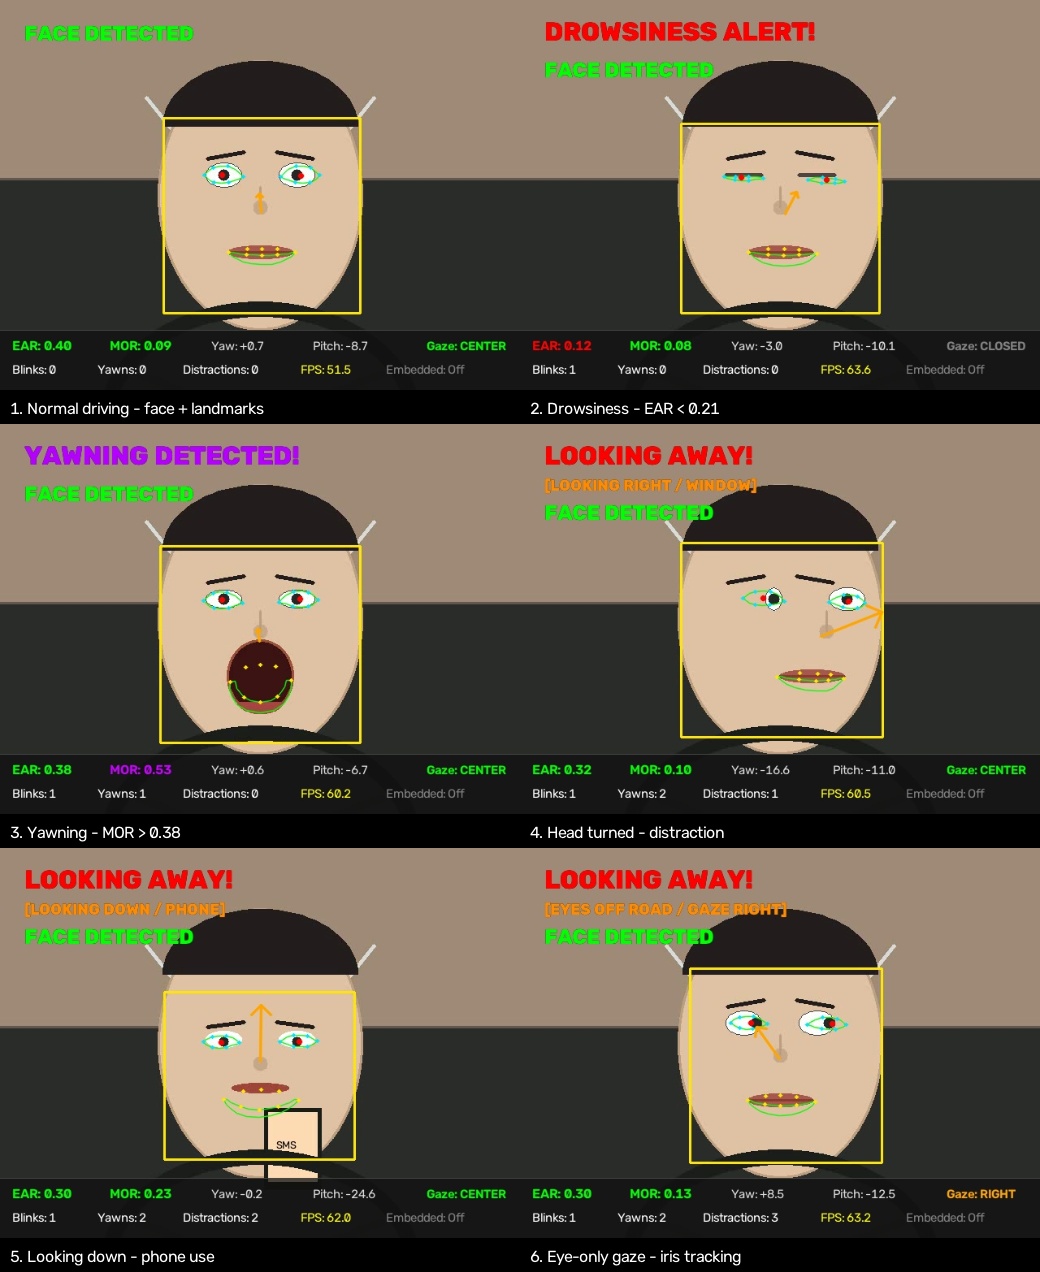 FACE DETECTED
EAR: 0.40 MOR: 0.09 Yaw: +0.7 Pitch: -8.7 Gaze: CENTER
Blinks: 0 Yawns: 0 Distractions: 0 FPS: 51.5 Embedded: Off
1. Normal driving - face + landmarks
DROWSINESS ALERT!
FACE DETECTED
EAR: 0.12 MOR: 0.08 Yaw: -3.0 Pitch: -10.1 Gaze: CLOSED
Blinks: 1 Yawns: 0 Distractions: 0 FPS: 63.6 Embedded: Off
2. Drowsiness - EAR < 0.21
YAWNING DETECTED!
FACE DETECTED
EAR: 0.38 MOR: 0.53 Yaw: +0.6 Pitch: -6.7 Gaze: CENTER
Blinks: 1 Yawns: 1 Distractions: 0 FPS: 60.2 Embedded: Off
3. Yawning - MOR > 0.38
LOOKING AWAY!
[LOOKING RIGHT / WINDOW]
FACE DETECTED
EAR: 0.32 MOR: 0.10 Yaw: -16.6 Pitch: -11.0 Gaze: CENTER
Blinks: 1 Yawns: 2 Distractions: 1 FPS: 60.5 Embedded: Off
4. Head turned - distraction
LOOKING AWAY!
[LOOKING DOWN / PHONE]
FACE DETECTED
SMS
EAR: 0.30 MOR: 0.23 Yaw: -0.2 Pitch: -24.6 Gaze: CENTER
Blinks: 1 Yawns: 2 Distractions: 2 FPS: 62.0 Embedded: Off
5. Looking down - phone use
LOOKING AWAY!
[EYES OFF ROAD / GAZE RIGHT]
FACE DETECTED
EAR: 0.30 MOR: 0.13 Yaw: +8.5 Pitch: -12.5 Gaze: RIGHT
Blinks: 1 Yawns: 2 Distractions: 3 FPS: 63.2 Embedded: Off
6. Eye-only gaze - iris tracking